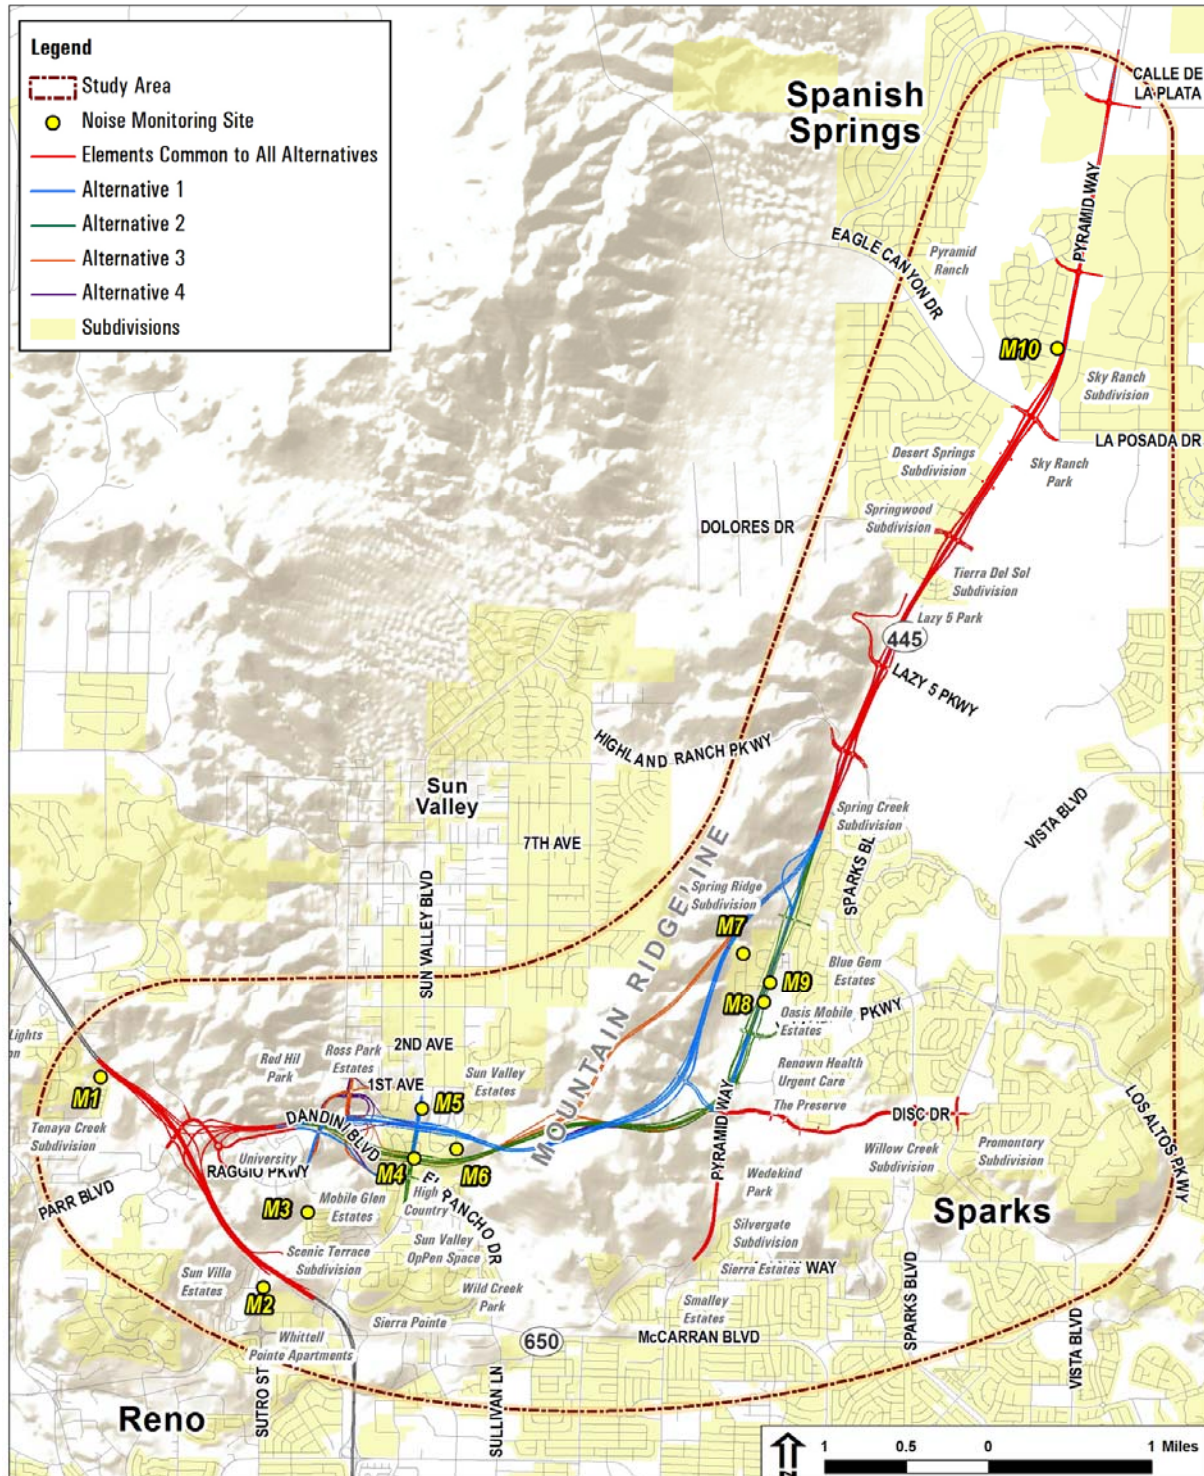 Legend
Study Area
Noise Monitoring Site
Elements Common to All Alternatives
Alternative 1
Alternative 2
Alternative 3
Alternative 4
Subdivisions
Spanish
Springs
CALLE DE
LA PLATA
PYRAMID WAY
EAGLE CANYON DR
Pyramid
Ranch
M10
Sky Ranch
Subdivision
LA POSADA DR
Desert Springs
Subdivision
Sky Ranch
Park
Springwood
Subdivision
DOLORES DR
Tierra Del Sol
Subdivision
Lazy 5 Park
445
LAZY 5 PKWY
HIGHLAND RANCH PKWY
Sun
Valley
7TH AVE
SUN VALLEY BLVD
MOUNTAIN RIDGELINE
Spring Creek
Subdivision
SPARKS BL
VISTA BLVD
Spring Ridge
Subdivision
M7
Blue Gem
Estates
M9
M8
Oasis Mobile
Estates
PKWY
Lights
Red Hil
Park
Ross Park
Estates
2ND AVE
1ST AVE
Sun Valley
Estates
M5
Renown Health
Urgent Care
The Preserve
DISC DR
LOS ALTOS PKWY
M1
Tenaya Creek
Subdivision
DANDINI BLVD
RAGGIO PKWY
University
M4
M6
PYRAMID WAY
Willow Creek
Subdivision
Promontory
Subdivision
PARR BLVD
M3
Mobile Glen
Estates
High
Country
EL RANCHO DR
Wedekind
Park
Sparks
Scenic Terrace
Subdivision
Sun Valley
OpPen Space
Silvergate
Subdivision
Sierra Estates
WAY
Sun Villa
Estates
M2
Wild Creek
Park
Smalley
Estates
SPARKS BLVD
Sierra Pointe
Whittell
Pointe Apartments
650
McCARRAN BLVD
VISTA BLVD
Reno
SUTRO ST
SULLIVAN LN
1 0.5 0 1 Miles